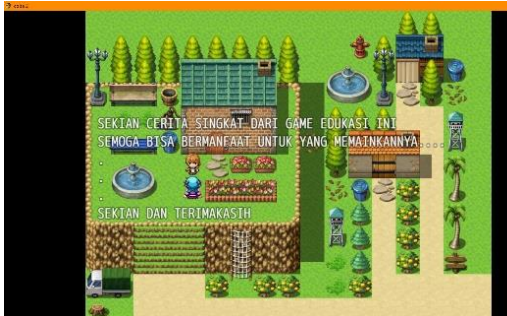 SEKIAN CERITA SINGKAT DARI GAME EDUKASI INI
SEMOGA BISA BERMANFAAT UNTUK YANG MEMAINKANNYA.....
.
.
.
SEKIAN DAN TERIMAKASIH